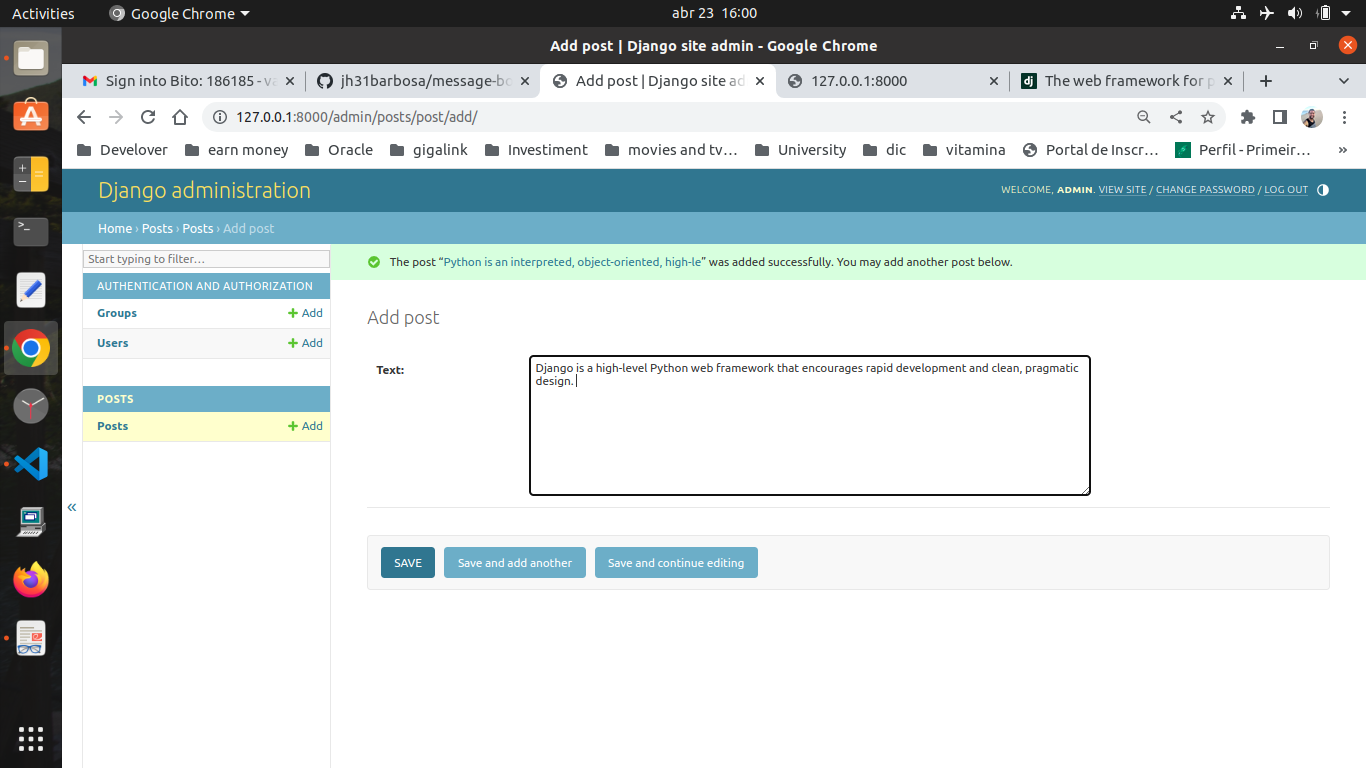 Activities
Google Chrome
abr 23 16:00
Add post | Django site admin - Google Chrome
Sign into Bito: 186185 - va
jh31barbosa/message-bo
Add post | Django site ad
127.0.0.1:8000
dj
The web framework for p
127.0.0.1:8000/admin/posts/post/add/
Develover
earn money
Oracle
gigalink
Investiment
movies and tv…
University
dic
vitamina
Portal de Inscr…
Perfil - Primeir…
»
Django administration
WELCOME, ADMIN. VIEW SITE / CHANGE PASSWORD / LOG OUT
Home › Posts › Posts › Add post
Start typing to filter…
AUTHENTICATION AND AUTHORIZATION
Groups
+ Add
Users
+ Add
POSTS
Posts
+ Add
«
The post “Python is an interpreted, object-oriented, high-le” was added successfully. You may add another post below.
Add post
Text:
Django is a high-level Python web framework that encourages rapid development and clean, pragmatic
design.
SAVE
Save and add another
Save and continue editing